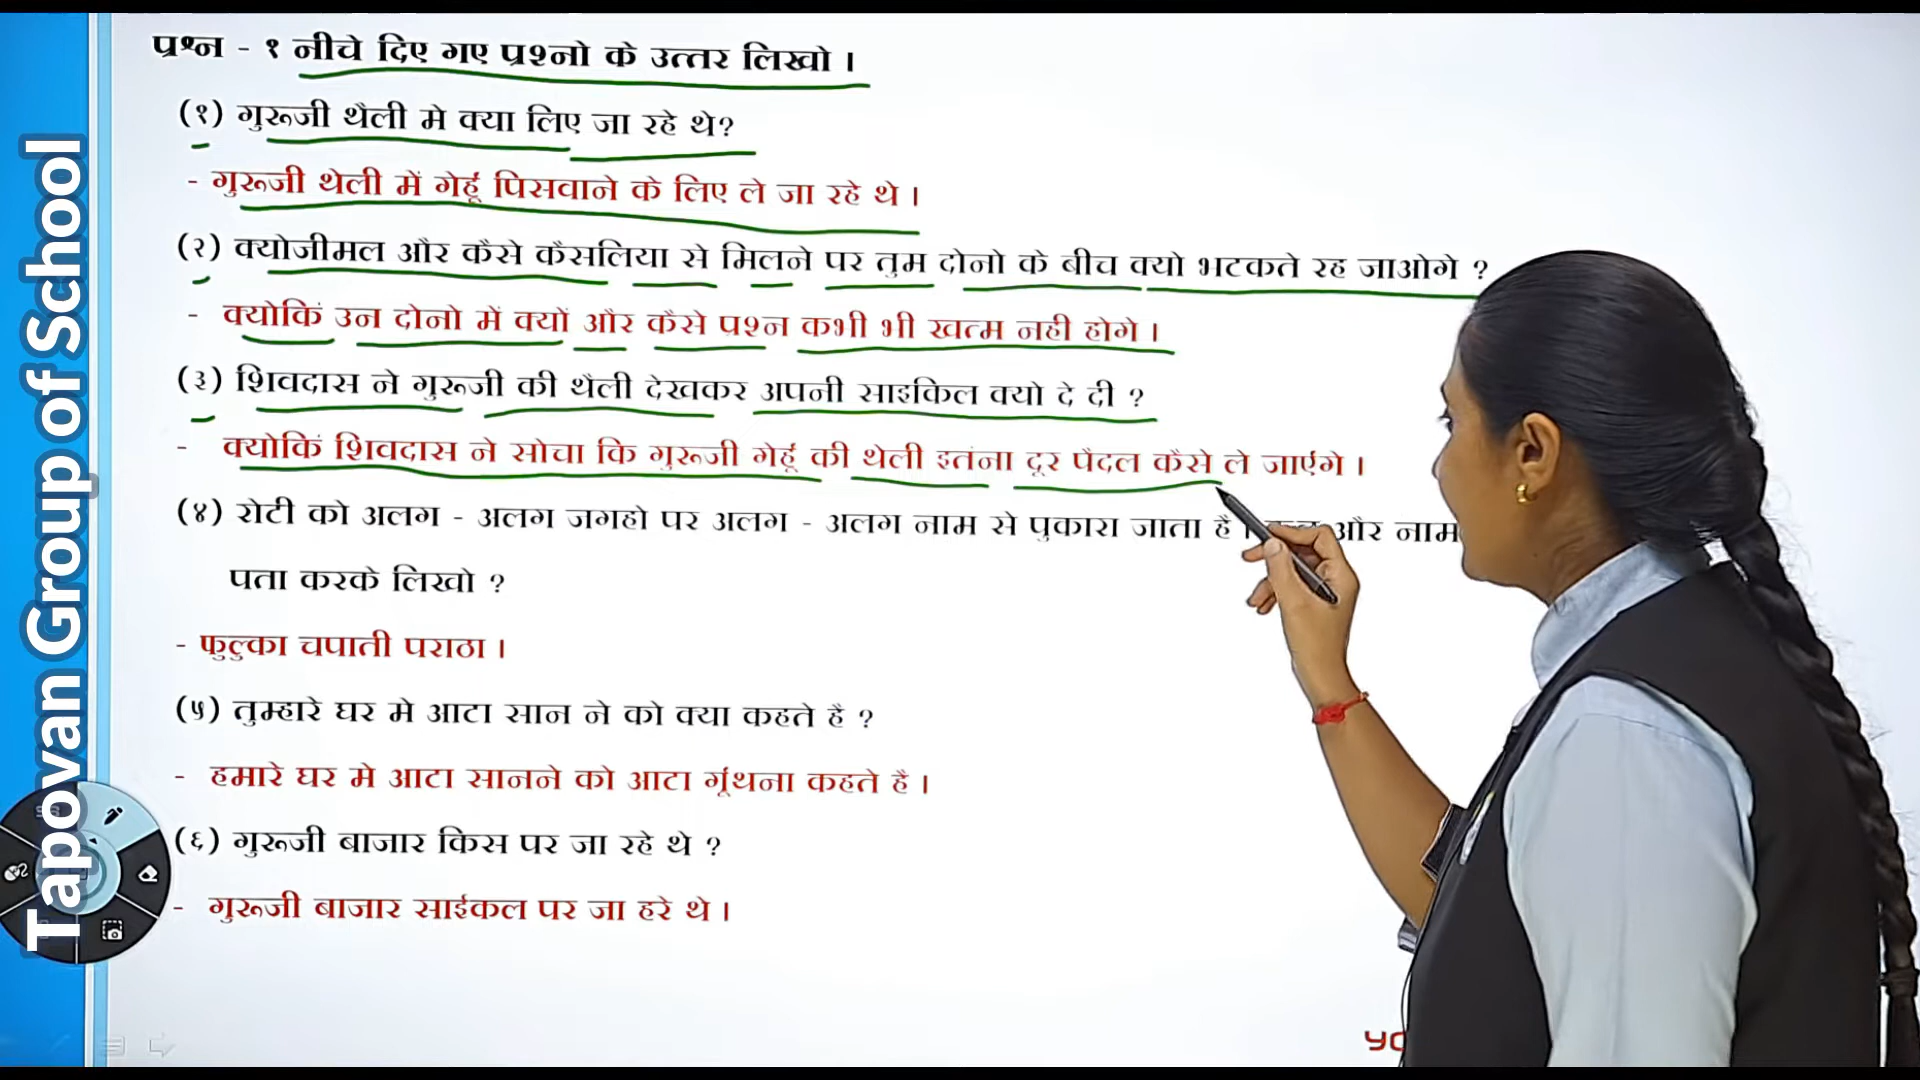 प्रश्न - १ नीचे दिए गए प्रश्नो के उत्तर लिखो ।
(१) गुरूजी थैली मे क्या लिए जा रहे थे?
- गुरूजी थेली में गेहूं पिसवाने के लिए ले जा रहे थे ।
(२) क्योजीमल और कैसे कैसलिया से मिलने पर तुम दोनो के बीच क्यो भटकते रह जाओगे ?
- क्योकिं उन दोनो में क्यों और कैसे प्रश्न कभी भी खत्म नही होगे ।
(३) शिवदास ने गुरूजी की थैली देखकर अपनी साइकिल क्यो दे दी ?
- क्योकिं शिवदास ने सोचा कि गुरूजी गेहूं की थेली इतंना दूर पैदल कैसे ले जाएंगे ।
(४) रोटी को अलग - अलग जगहो पर अलग - अलग नाम से पुकारा जाता है । और नाम
पता करके लिखो ?
- फुल्का चपाती पराठा ।
(५) तुम्हारे घर मे आटा सान ने को क्या कहते है ?
- हमारे घर मे आटा सानने को आटा गूंथना कहते है ।
(६) गुरूजी बाजार किस पर जा रहे थे ?
- गुरूजी बाजार साईकल पर जा हरे थे ।
Tapovan Group of School